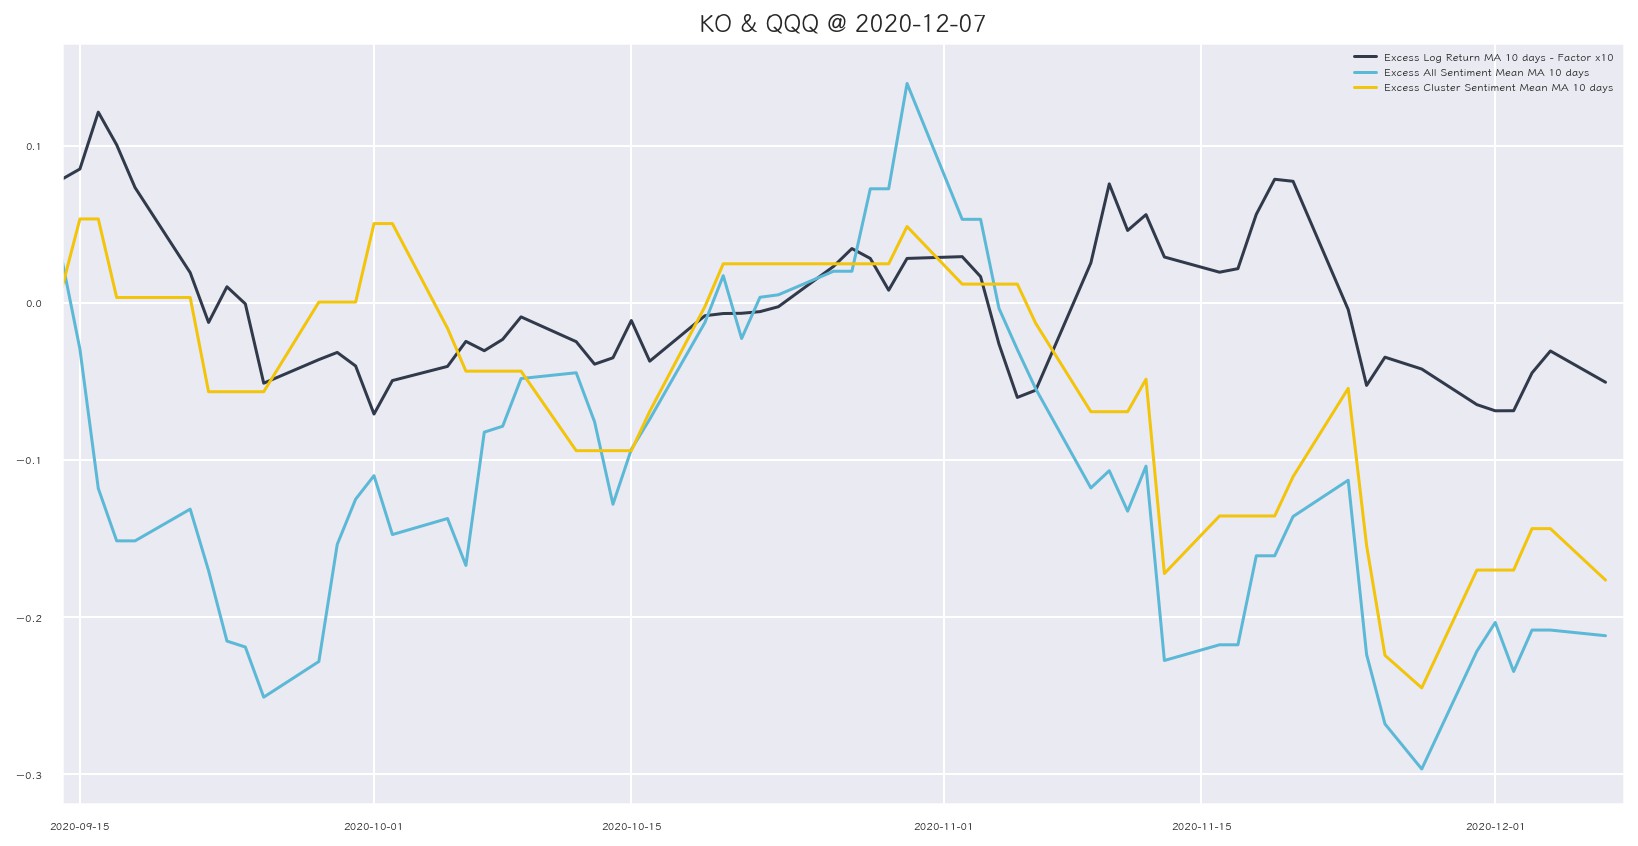 KO & QQQ @ 2020-12-07
Excess Log Return MA 10 days - Factor x10
Excess All Sentiment Mean MA 10 days
Excess Cluster Sentiment Mean MA 10 days
0.1
0.0
−0.1
−0.2
−0.3
2020-09-15 2020-10-01 2020-10-15 2020-11-01 2020-11-15 2020-12-01